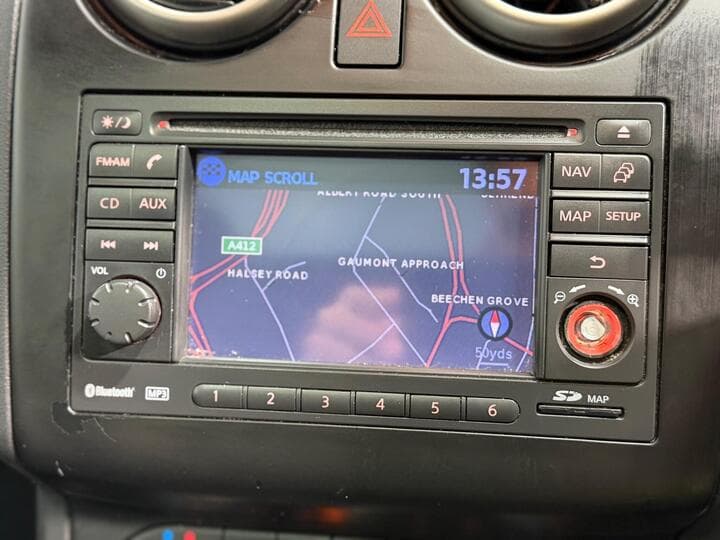 FM·AM
CD
AUX
VOL
Bluetooth
MP3
MAP SCROLL
13:57
ALBERT ROAD SOUTH
A412
HALSEY ROAD
GAUMONT APPROACH
BEECHEN GROVE
50yds
1
2
3
4
5
6
NAV
MAP
SETUP
SD
MAP